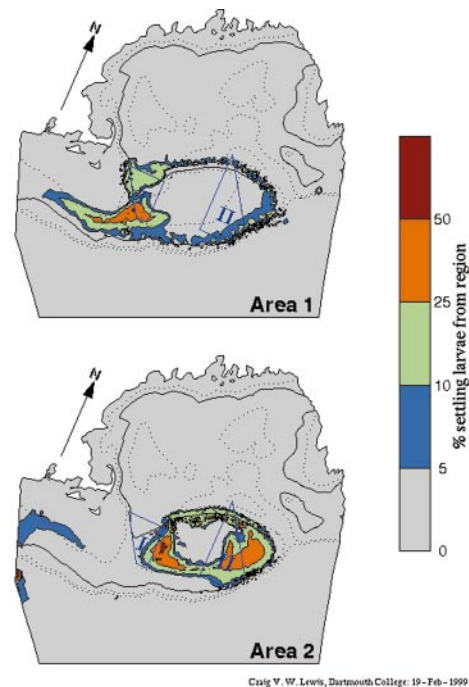 N
II
Area 1
50
25
10
5
0
% settling larvae from region
N
Area 2
Craig V. W. Lewis, Dartmouth College: 19-Feb-1999